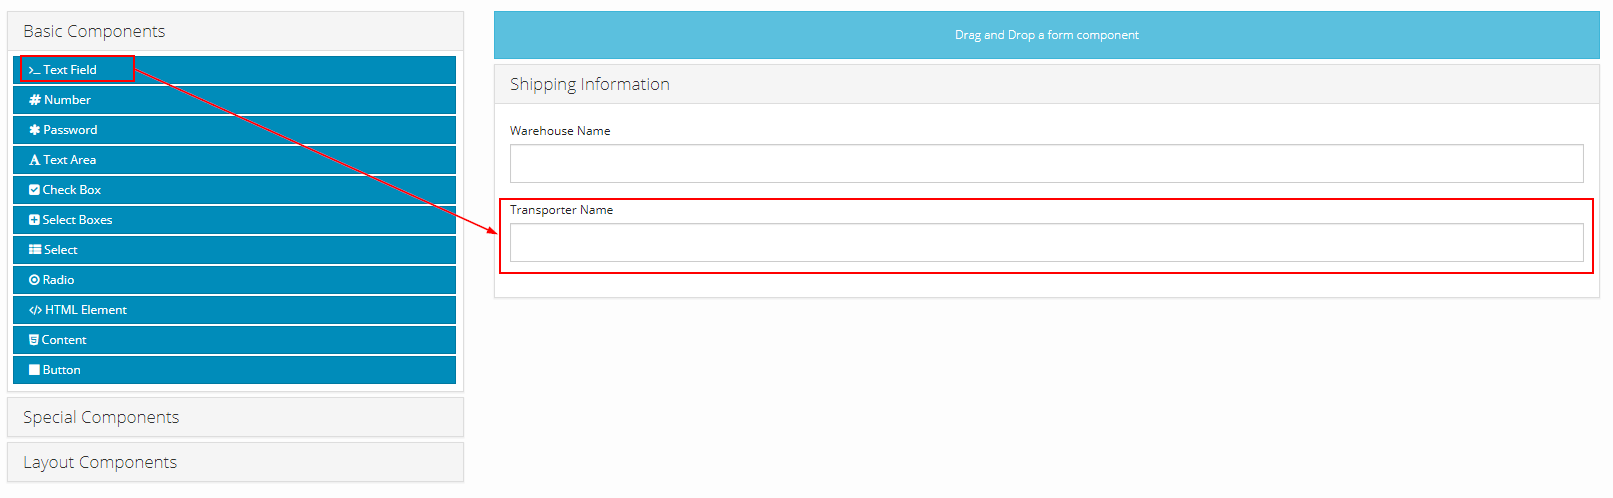 Basic Components
Text Field
Number
Password
Text Area
Check Box
Select Boxes
Select
Radio
HTML Element
Content
Button
Special Components
Layout Components
Drag and Drop a form component
Shipping Information
Warehouse Name
Transporter Name